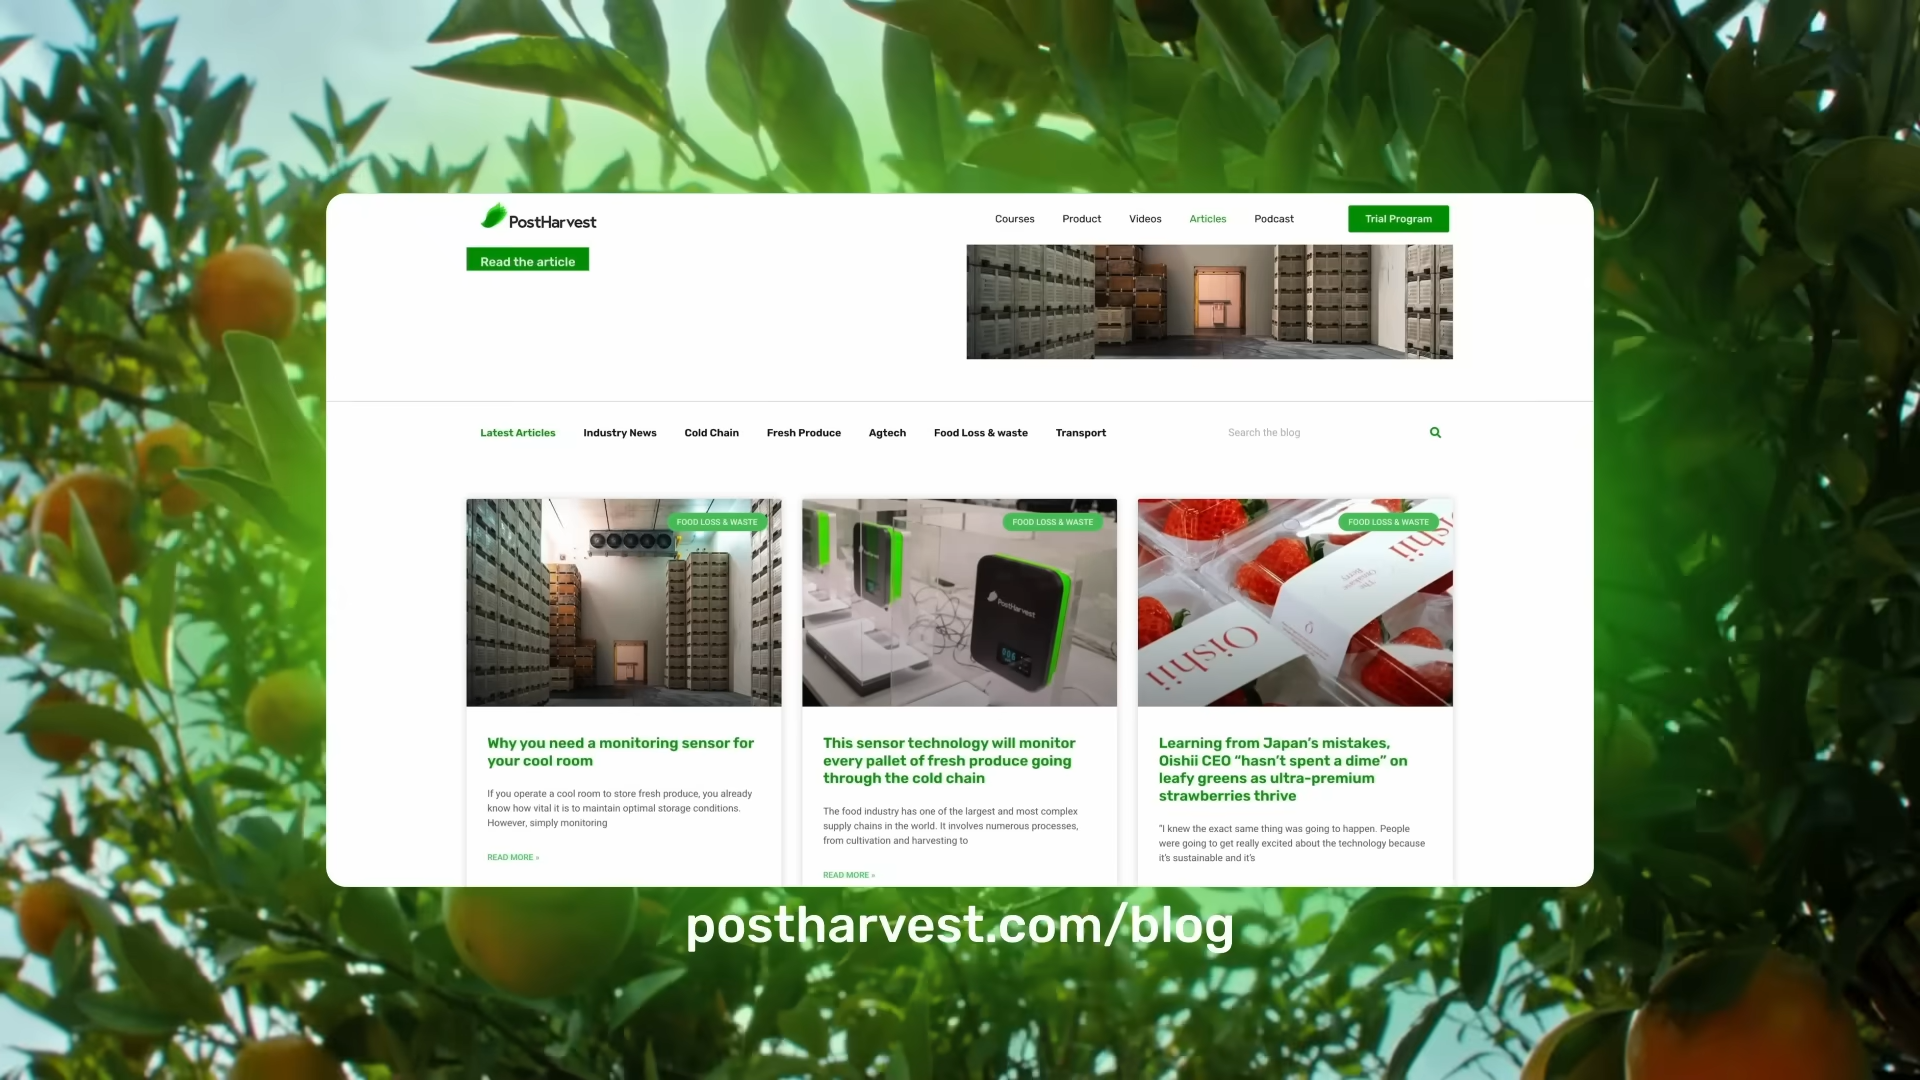 PostHarvest
Courses Product Videos Articles Podcast Trial Program
Read the article
Latest Articles Industry News Cold Chain Fresh Produce Agtech Food Loss & waste Transport Search the blog
FOOD LOSS & WASTE
PostHarvest
Why you need a monitoring sensor for
your cool room
If you operate a cool room to store fresh produce, you already
know how vital it is to maintain optimal storage conditions.
However, simply monitoring
READ MORE »
FOOD LOSS & WASTE
This sensor technology will monitor
every pallet of fresh produce going
through the cold chain
The food industry has one of the largest and most complex
supply chains in the world. It involves numerous processes,
from cultivation and harvesting to
READ MORE »
FOOD LOSS & WASTE
Oishii
The
Omakase
Berry
Oishii
Learning from Japan's mistakes,
Oishii CEO “hasn't spent a dime” on
leafy greens as ultra-premium
strawberries thrive
“I knew the exact same thing was going to happen. People
were going to get really excited about the technology because
it's sustainable and it's
postharvest.com/blog